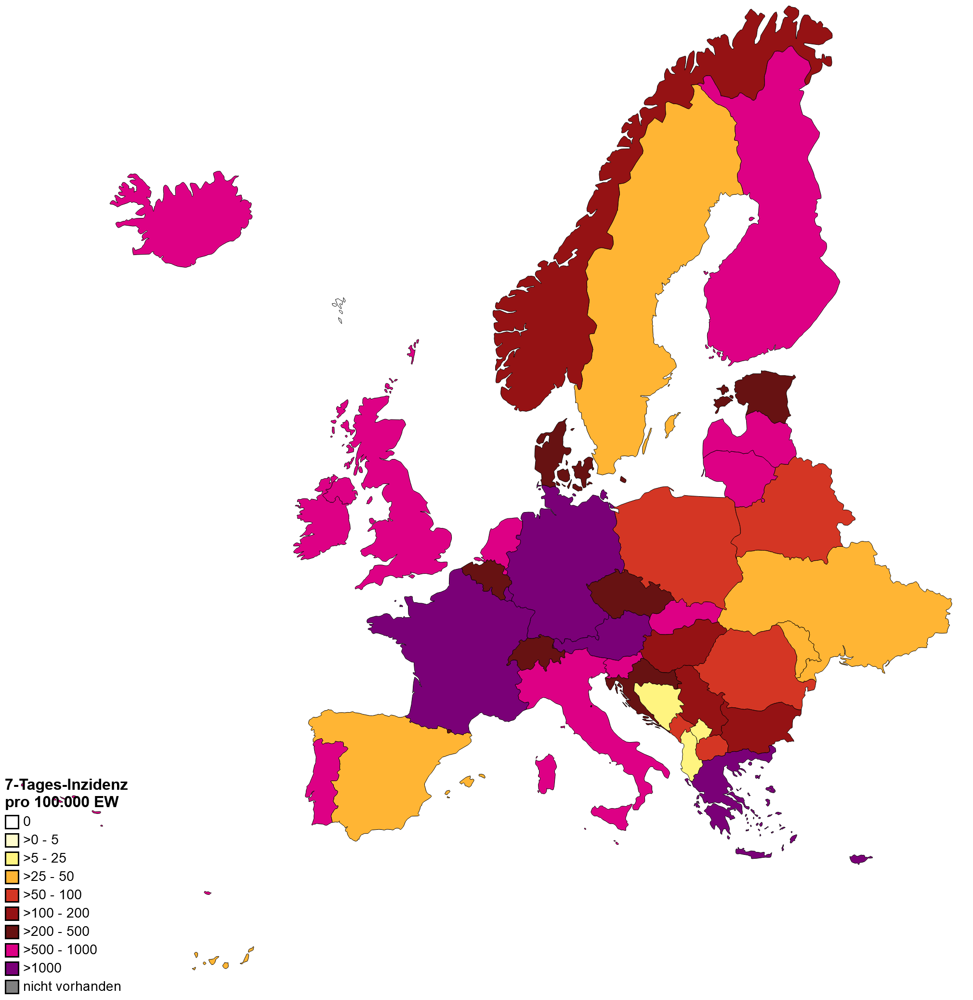 7-Tages-Inzidenz
pro 100.000 EW
0
>0 - 5
>5 - 25
>25 - 50
>50 - 100
>100 - 200
>200 - 500
>500 - 1000
>1000
nicht vorhanden